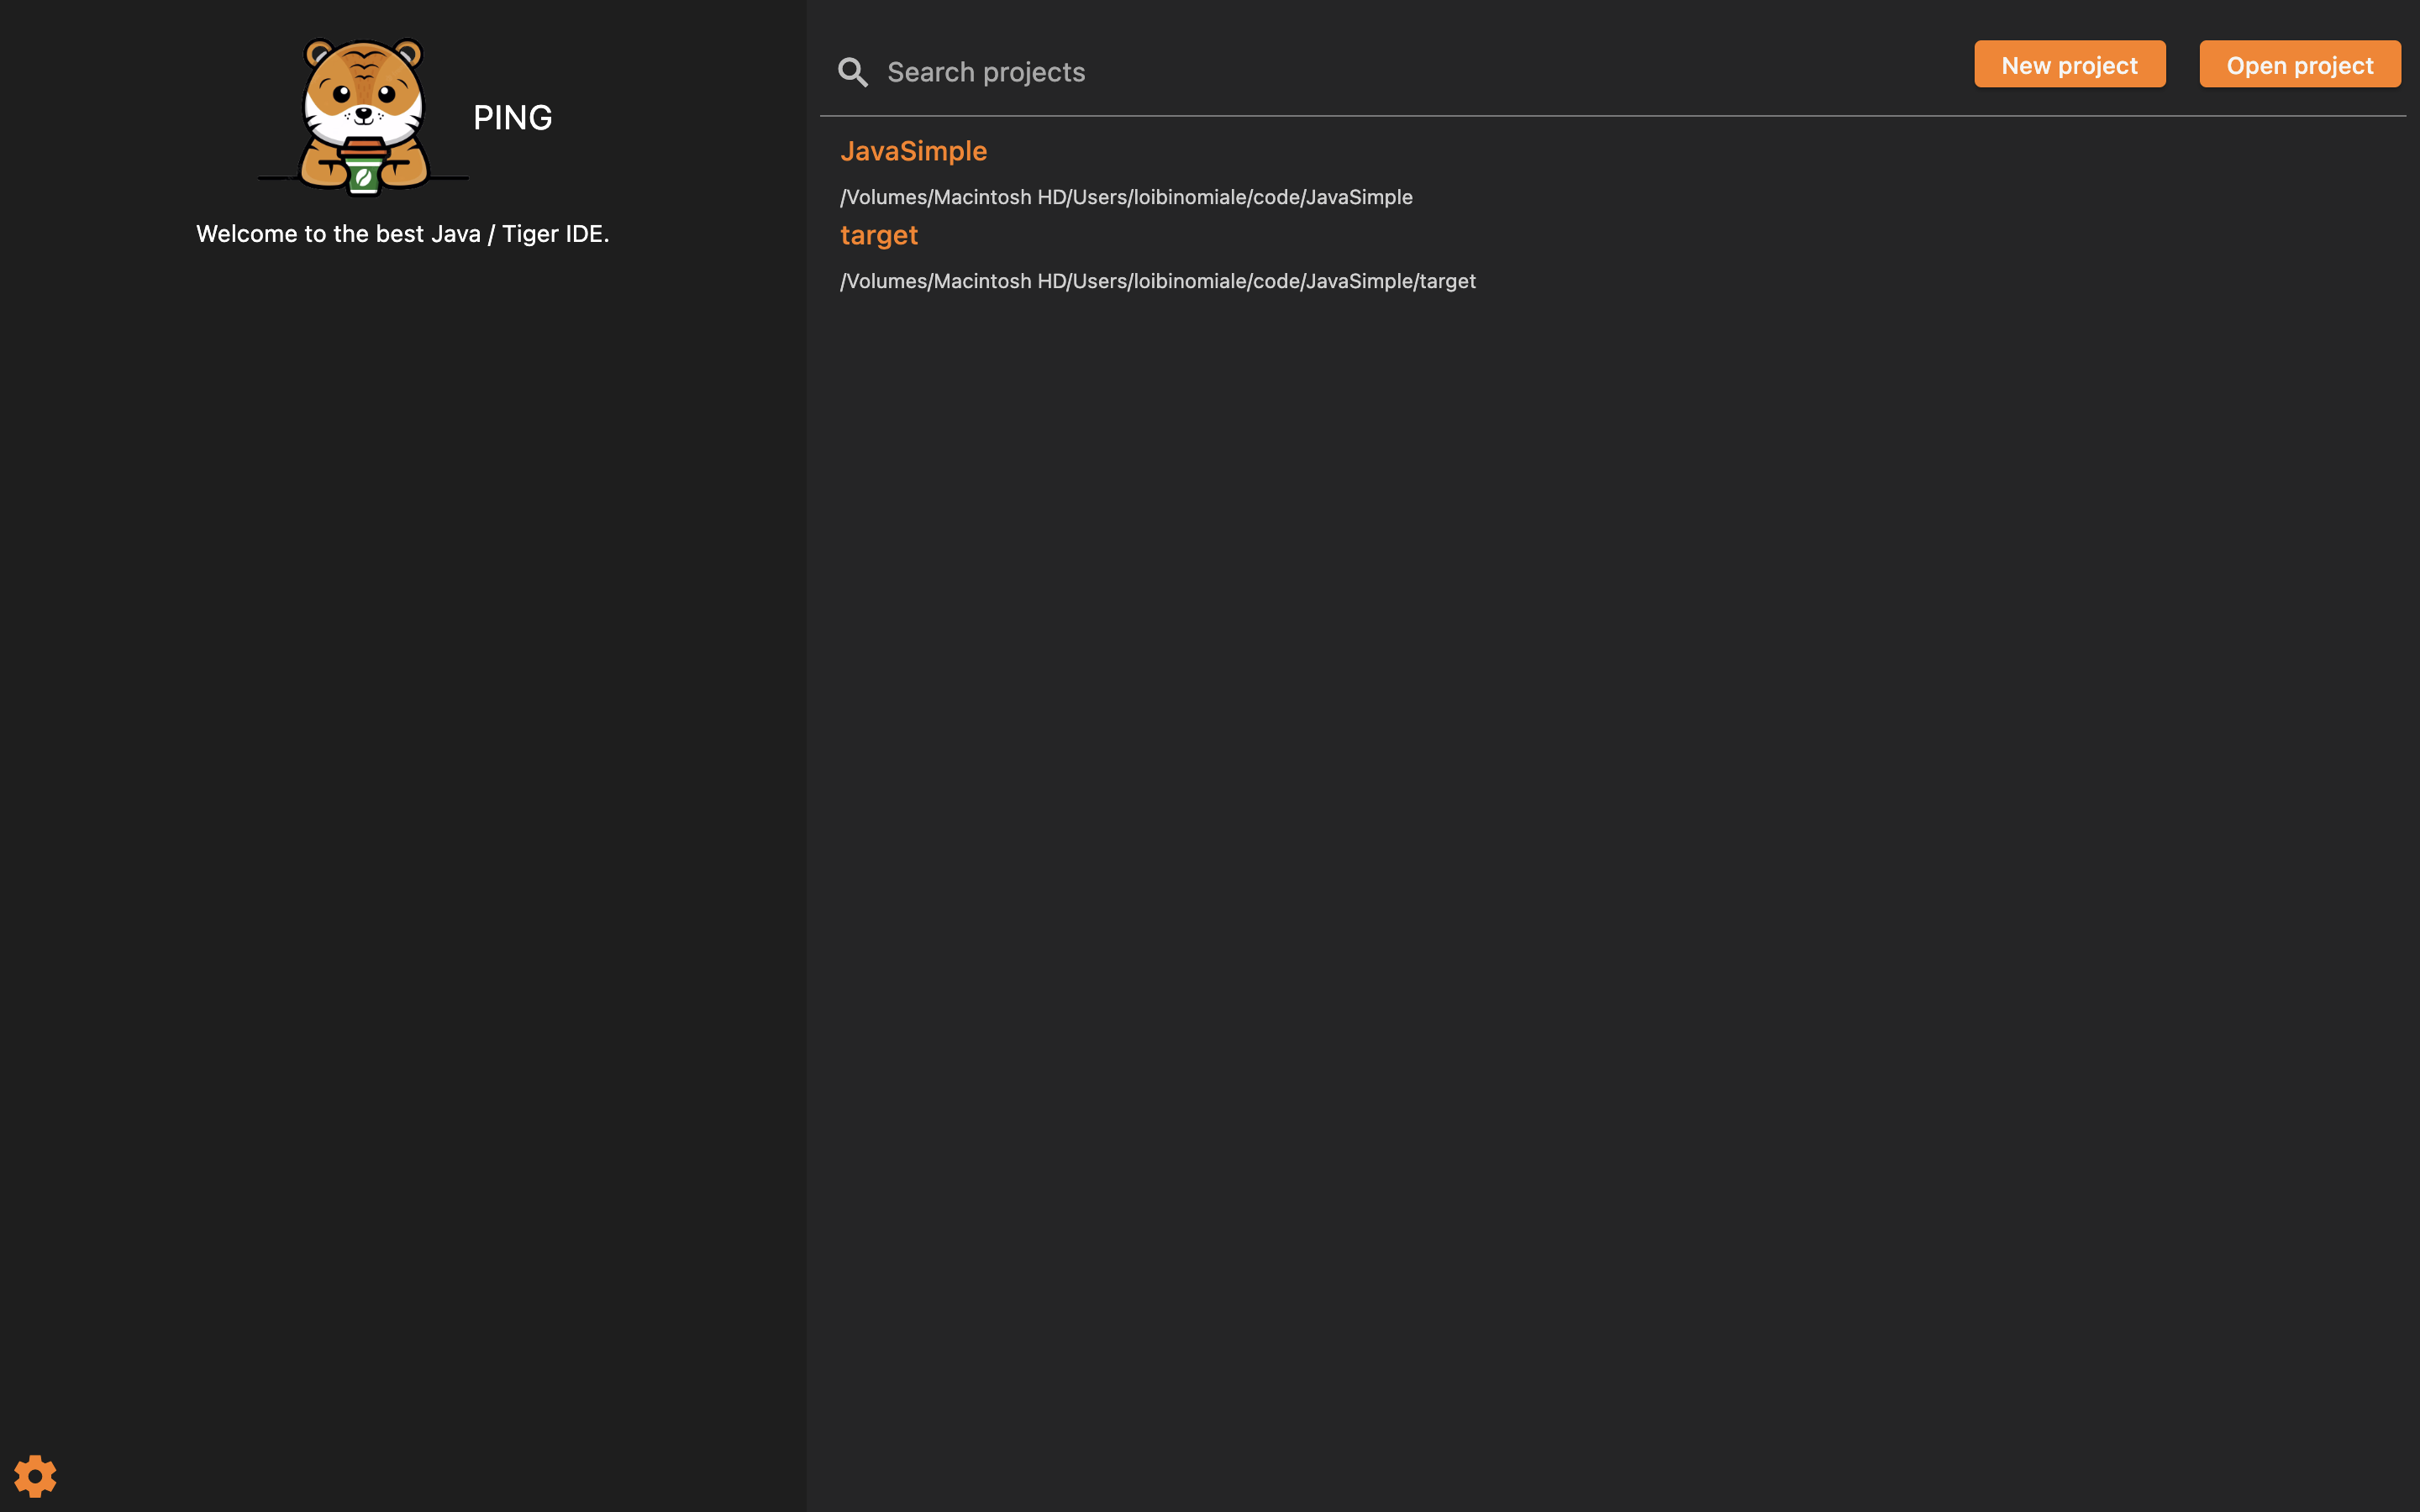 PING
Welcome to the best Java / Tiger IDE.
Search projects
New project
Open project
JavaSimple
/Volumes/Macintosh HD/Users/loibinomiale/code/JavaSimple
target
/Volumes/Macintosh HD/Users/loibinomiale/code/JavaSimple/target